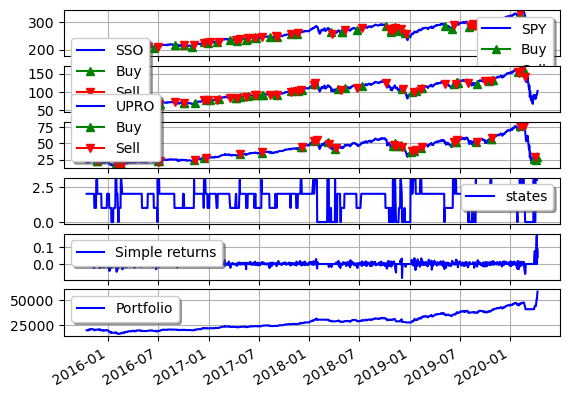 300
200
SPY
Buy
SSO
Buy
Sell
150
100
50
UPRO
Buy
Sell
75
50
25
2.5
0.0
states
0.1
0.0
Simple returns
50000
25000
Portfolio
2016-01
2016-07
2017-01
2017-07
2018-01
2018-07
2019-01
2019-07
2020-01